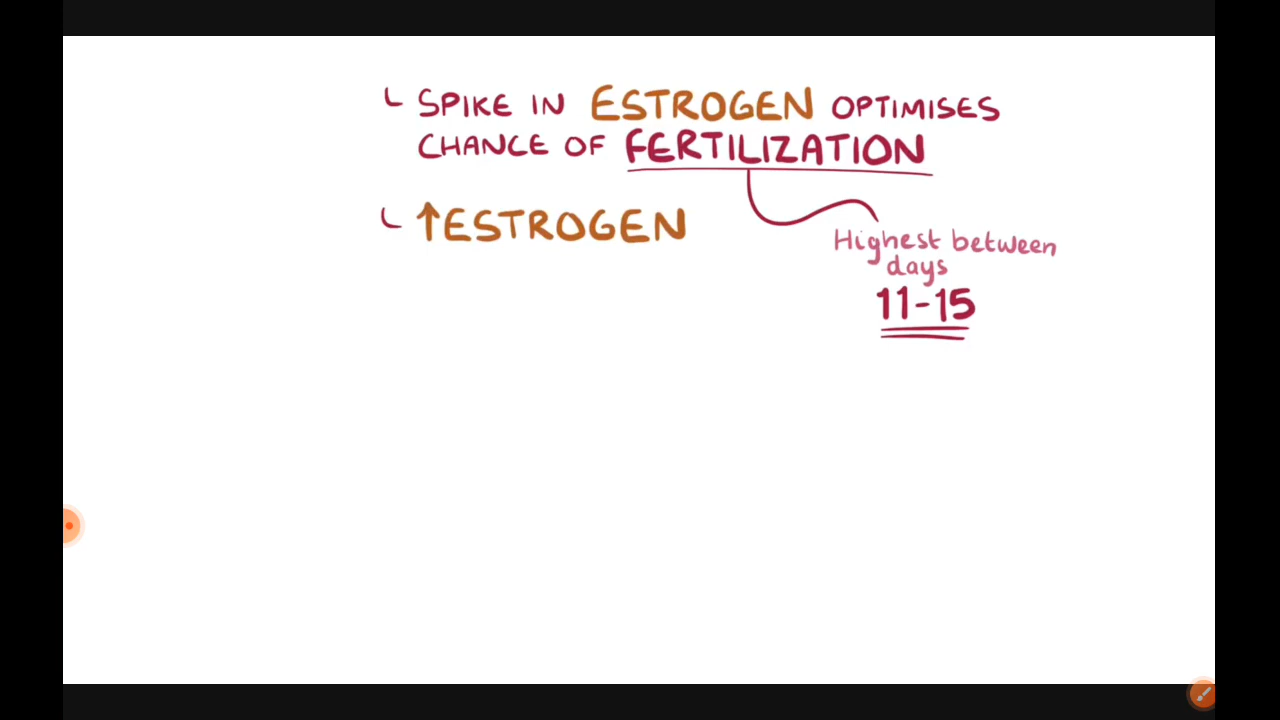 SPIKE IN ESTROGEN OPTIMISES
CHANCE OF FERTILIZATION
↑ESTROGEN
Highest between
days
11-15